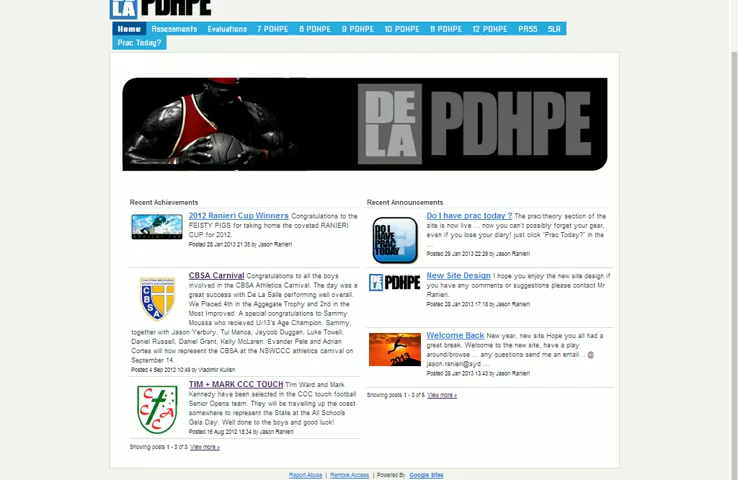 DE LA PDHPE
Home Assessments Evaluations 7 PDHPE 8 PDHPE 9 PDHPE 10 PDHPE 11 PDHPE 12 PDHPE PASS SLR
Prac Today?
DE LA PDHPE
Recent Achievements
2012 Ranieri Cup Winners Congratulations to the
FEISTY PIGS for taking home the coveted RANIERI
CUP for 2012.
Posted 28 Jan 2013 21:35 by Jason Ranieri
CBSA Carnival Congratulations to all the boys
involved in the CBSA Athletics Carnival. The day was a
great success with De La Salle performing well overall.
We Placed 4th in the Aggegate Trophy and 2nd in the
Most Improved. A special congratulations to Sammy
Moussa who recieved U/13's Age Champion. Sammy,
together with Jason Yerbury, Tui Manoa, Jaycob Duggan, Luke Towell,
Daniel Russell, Daniel Grant, Kelly McLaren. Evander Pele and Adrian
Cortes will now represent the CBSA at the NSWCCC athletics carnival on
September 14.
Posted 4 Sep 2012 10:49 by Vladimir Kulish
CBSA
TIM + MARK CCC TOUCH Tim Ward and Mark
Kennedy have been selected in the CCC touch football
Senior Opens team. They will be travelling up the coast
somewhere to represent the State at the All Schools
Gala Day. Well done to the boys and good luck!
Posted 16 Aug 2012 18:34 by Jason Ranieri
Showing posts 1 - 3 of 3. View more »
Recent Announcements
DO I HAVE PRAC TODAY?
Do I have prac today ? The prac/theory section of the
site is now live ... now you can't possibly forget your gear,
even if you lose your diary! just click "Prac Today?" in the
...
Posted 29 Jan 2013 22:29 by Jason Ranieri
DE LA PDHPE
New Site Design I hope you enjoy the new site design if
you have any comments or suggestions please contact Mr
Ranieri.
Posted 28 Jan 2013 17:18 by Jason Ranieri
2013
Welcome Back New year, new site Hope you all had a
great break. Welcome to the new site, have a play
around/browse ... any questions send me an email .. @
jason.ranieri@syd ...
Posted 28 Jan 2013 13:43 by Jason Ranieri
Showing posts 1 - 3 of 3. View more »
Report Abuse | Remove Access | Powered By Google Sites